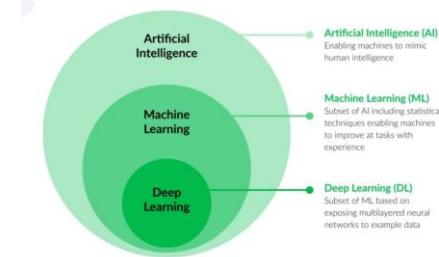 Artificial
Intelligence
Machine
Learning
Deep
Learning
Artificial Intelligence (AI)
Enabling machines to mimic
human intelligence
Machine Learning (ML)
Subset of AI including statistica
techniques enabling machines
to improve at tasks with
experience
Deep Learning (DL)
Subset of ML based on
exposing multilayered neural
networks to example data